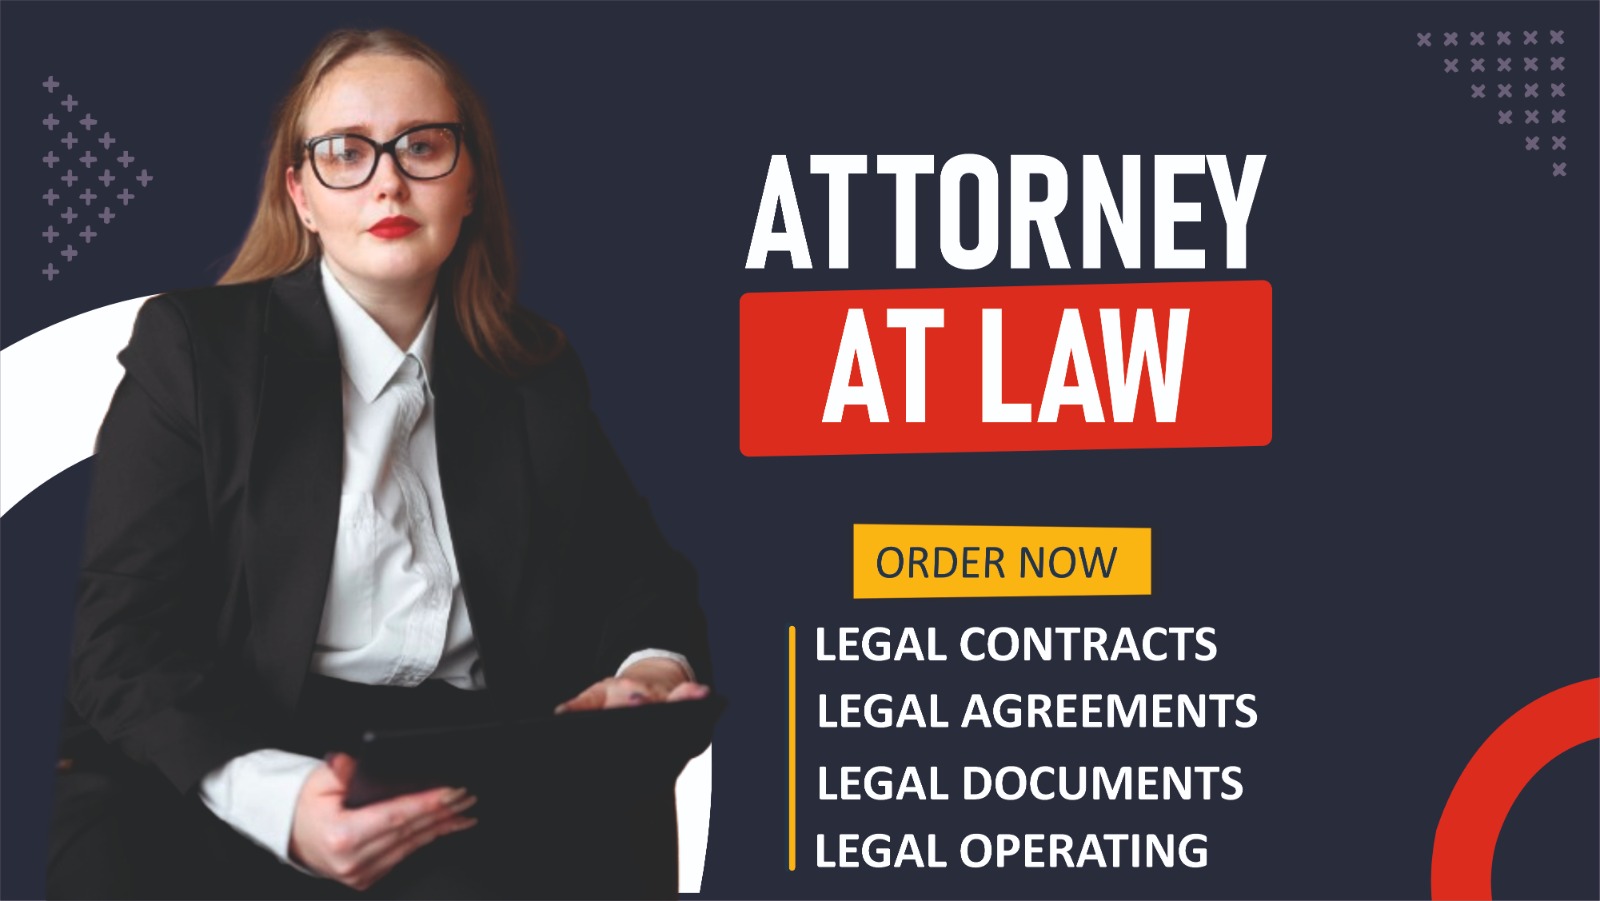 ATTORNEY
AT LAW
ORDER NOW
LEGAL CONTRACTS
LEGAL AGREEMENTS
LEGAL DOCUMENTS
LEGAL OPERATING